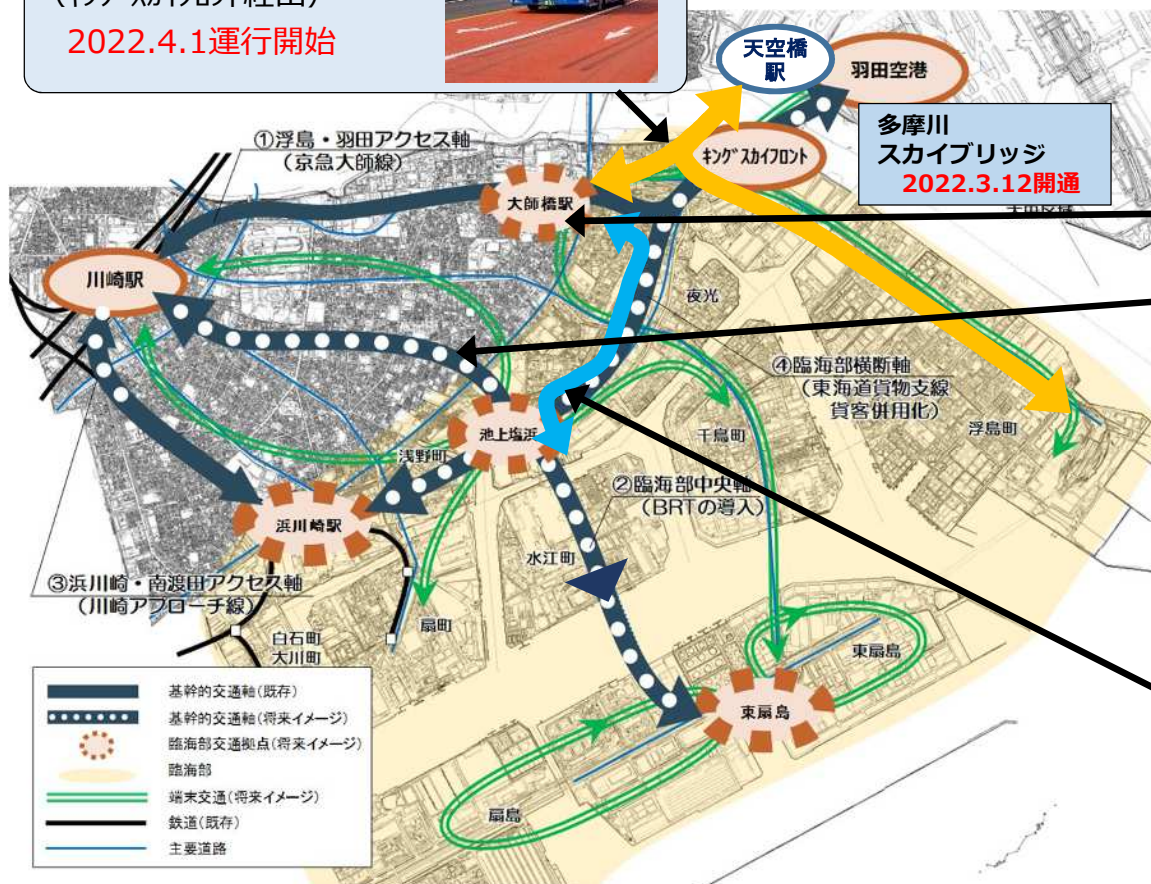 2022.4.1運行開始
天空橋
駅
羽田空港
多摩川
スカイブリッジ
2022.3.12開通
①浮島・羽田アクセス軸
(京急大師線)
キングスカイフロント
大師橋駅
川崎駅
夜光
④臨海部横断軸
(東海道貨物支線
貨客併用化)
浮島町
池上塩浜
浅野町
千鳥町
②臨海部中央軸
(BRTの導入)
浜川崎駅
水江町
③浜川崎・南渡田アクセス軸
(川崎アプローチ線)
扇町
白石町
大川町
東扇島
東扇島
扇島
基幹的交通軸(既存)
基幹的交通軸(将来イメージ)
臨海部交通拠点(将来イメージ)
臨海部
端末交通(将来イメージ)
鉄道(既存)
主要道路